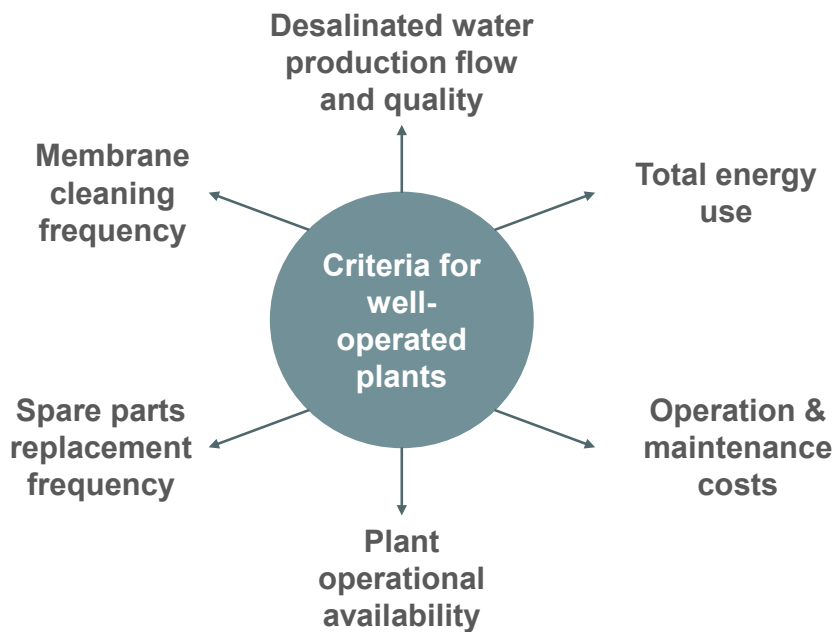 Desalinated water
production flow
and quality
Membrane
cleaning
frequency
Total energy
use
Criteria for
well-
operated
plants
Spare parts
replacement
frequency
Operation &
maintenance
costs
Plant
operational
availability